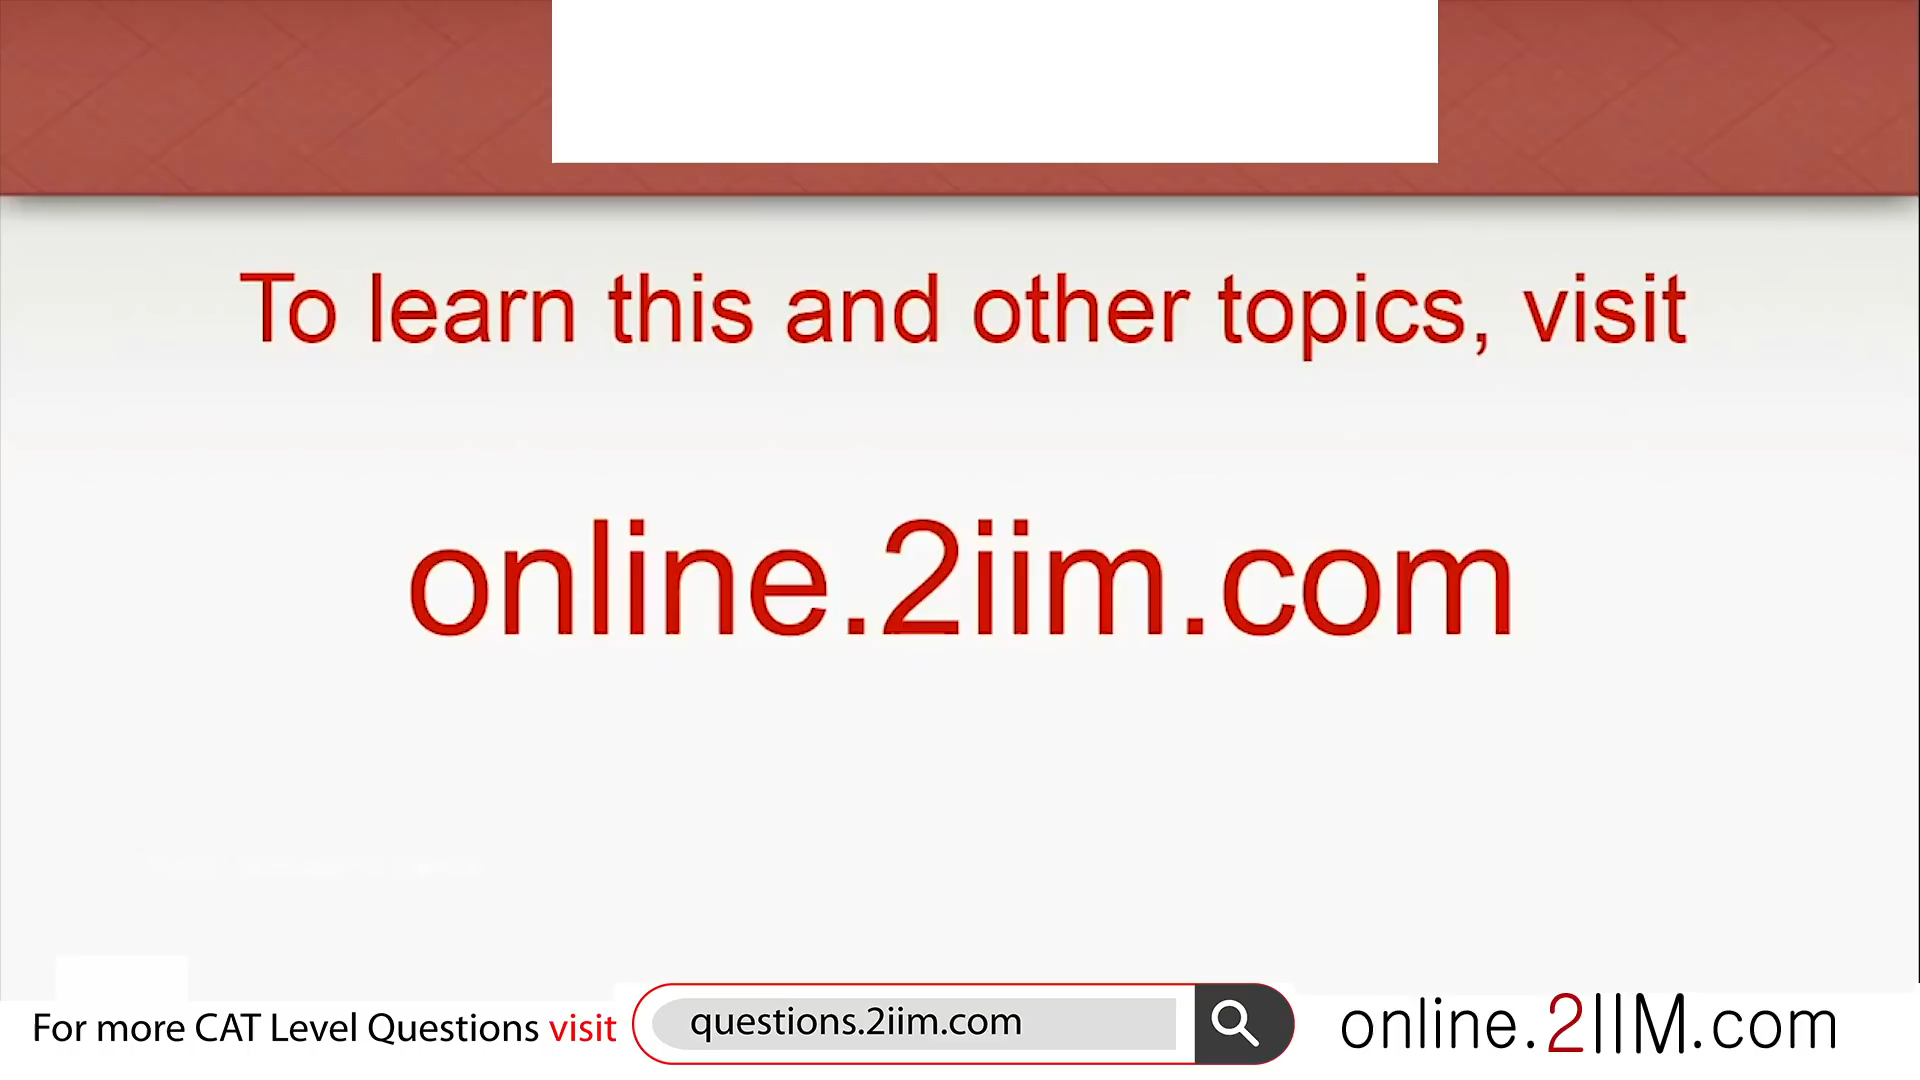 To learn this and other topics, visit
online.2iim.com
For more CAT Level Questions visit questions.2iim.com online.2IIM.com